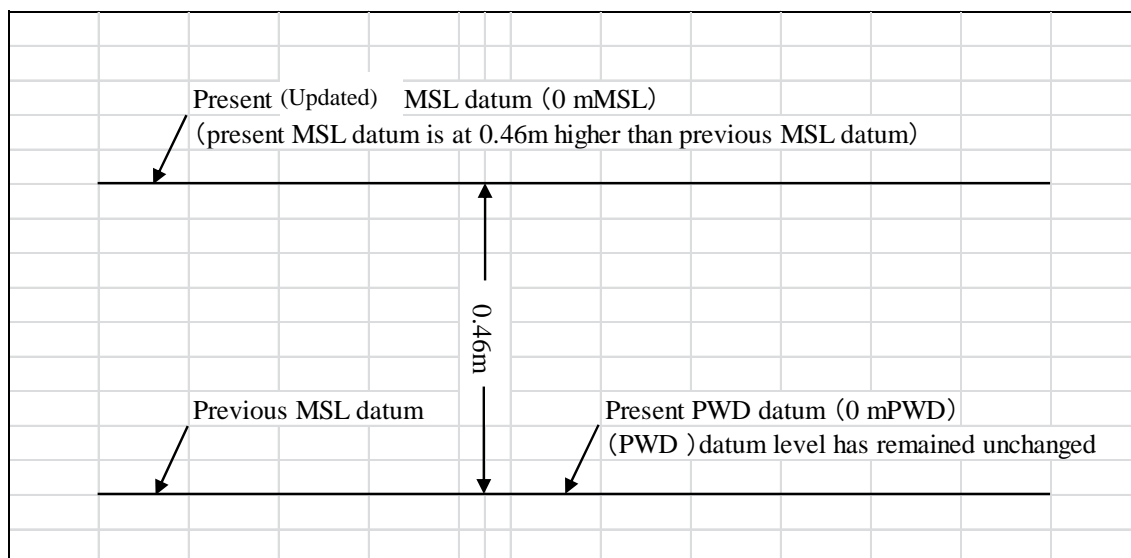 Present (Updated) MSL datum（0 mMSL）
（present MSL datum is at 0.46m higher than previous MSL datum）
0.46m
Previous MSL datum
Present PWD datum（0 mPWD）
（PWD ）datum level has remained unchanged